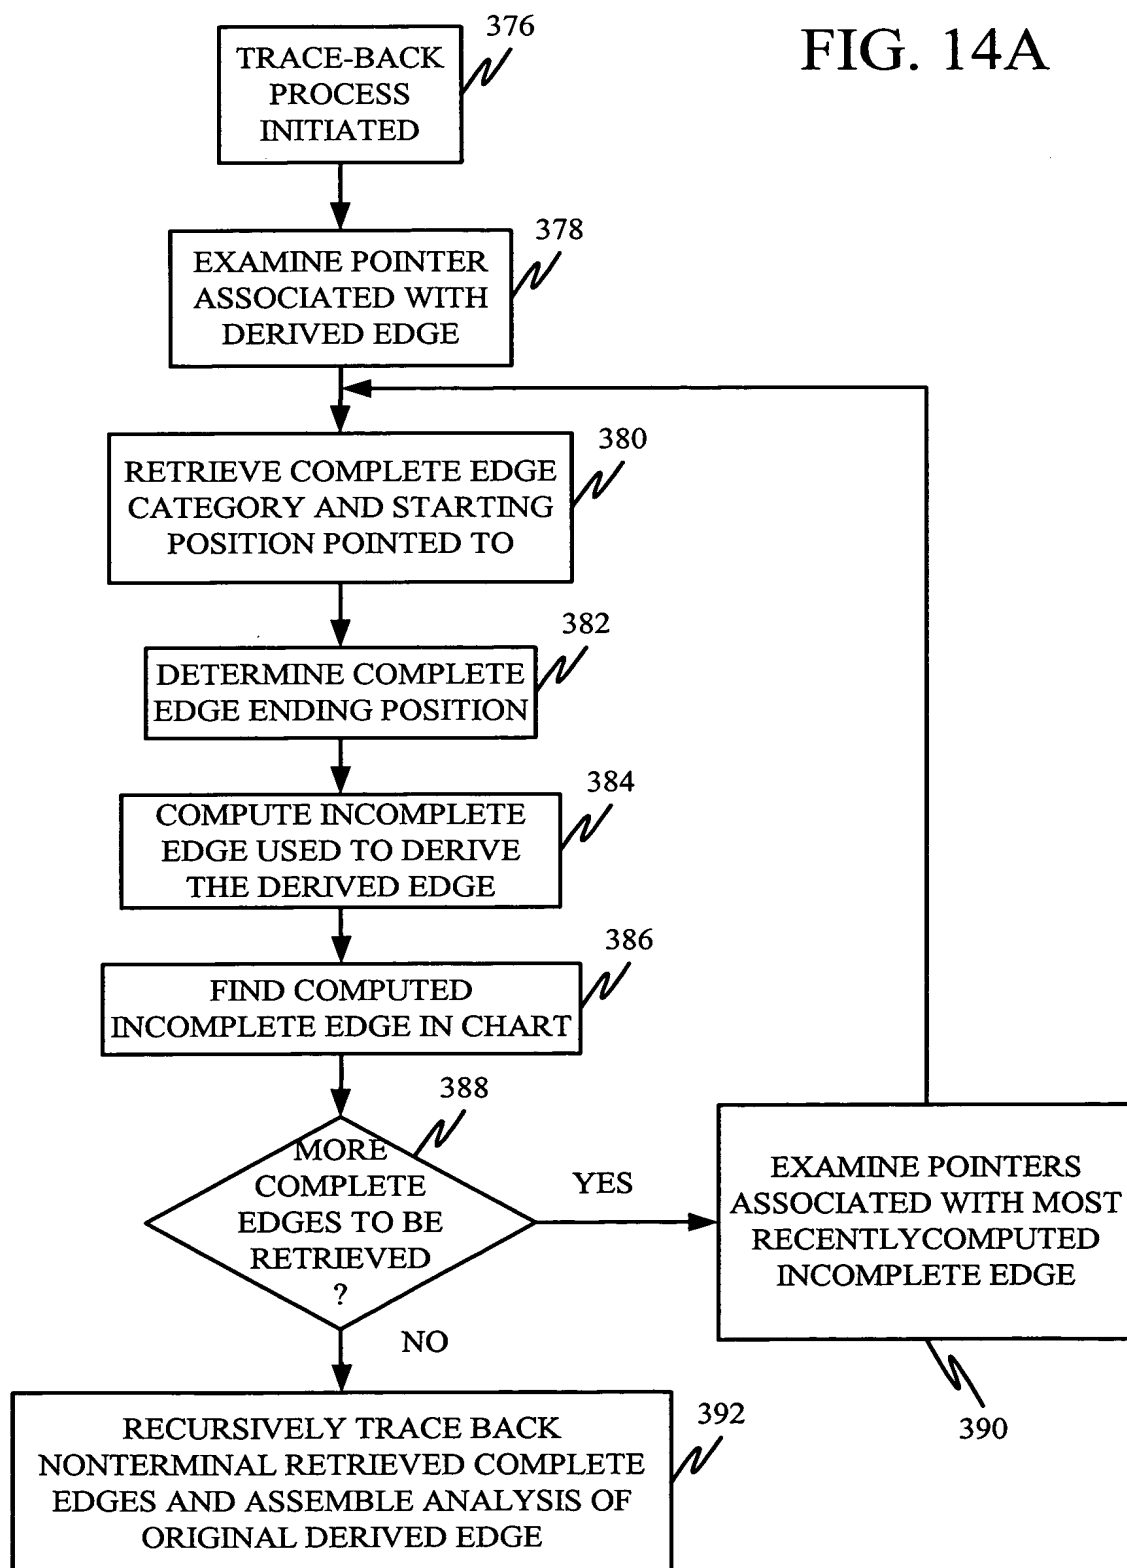 FIG. 14A
376
TRACE-BACK
PROCESS
INITIATED
378
EXAMINE POINTER
ASSOCIATED WITH
DERIVED EDGE
380
RETRIEVE COMPLETE EDGE
CATEGORY AND STARTING
POSITION POINTED TO
382
DETERMINE COMPLETE
EDGE ENDING POSITION
384
COMPUTE INCOMPLETE
EDGE USED TO DERIVE
THE DERIVED EDGE
386
FIND COMPUTED
INCOMPLETE EDGE IN CHART
388
MORE
COMPLETE
EDGES TO BE
RETRIEVED
?
YES
EXAMINE POINTERS
ASSOCIATED WITH MOST
RECENTLYCOMPUTED
INCOMPLETE EDGE
390
NO
392
RECURSIVELY TRACE BACK
NONTERMINAL RETRIEVED COMPLETE
EDGES AND ASSEMBLE ANALYSIS OF
ORIGINAL DERIVED EDGE